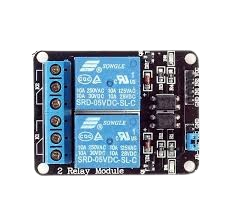 SONGLE
10A 250VAC 10A 125VAC
10A 30VDC 10A 28VDC
SRD-05VDC-SL-C
SONGLE
10A 250VAC 10A 125VAC
10A 30VDC 10A 28VDC
SRD-05VDC-SL-C
2 Relay Module